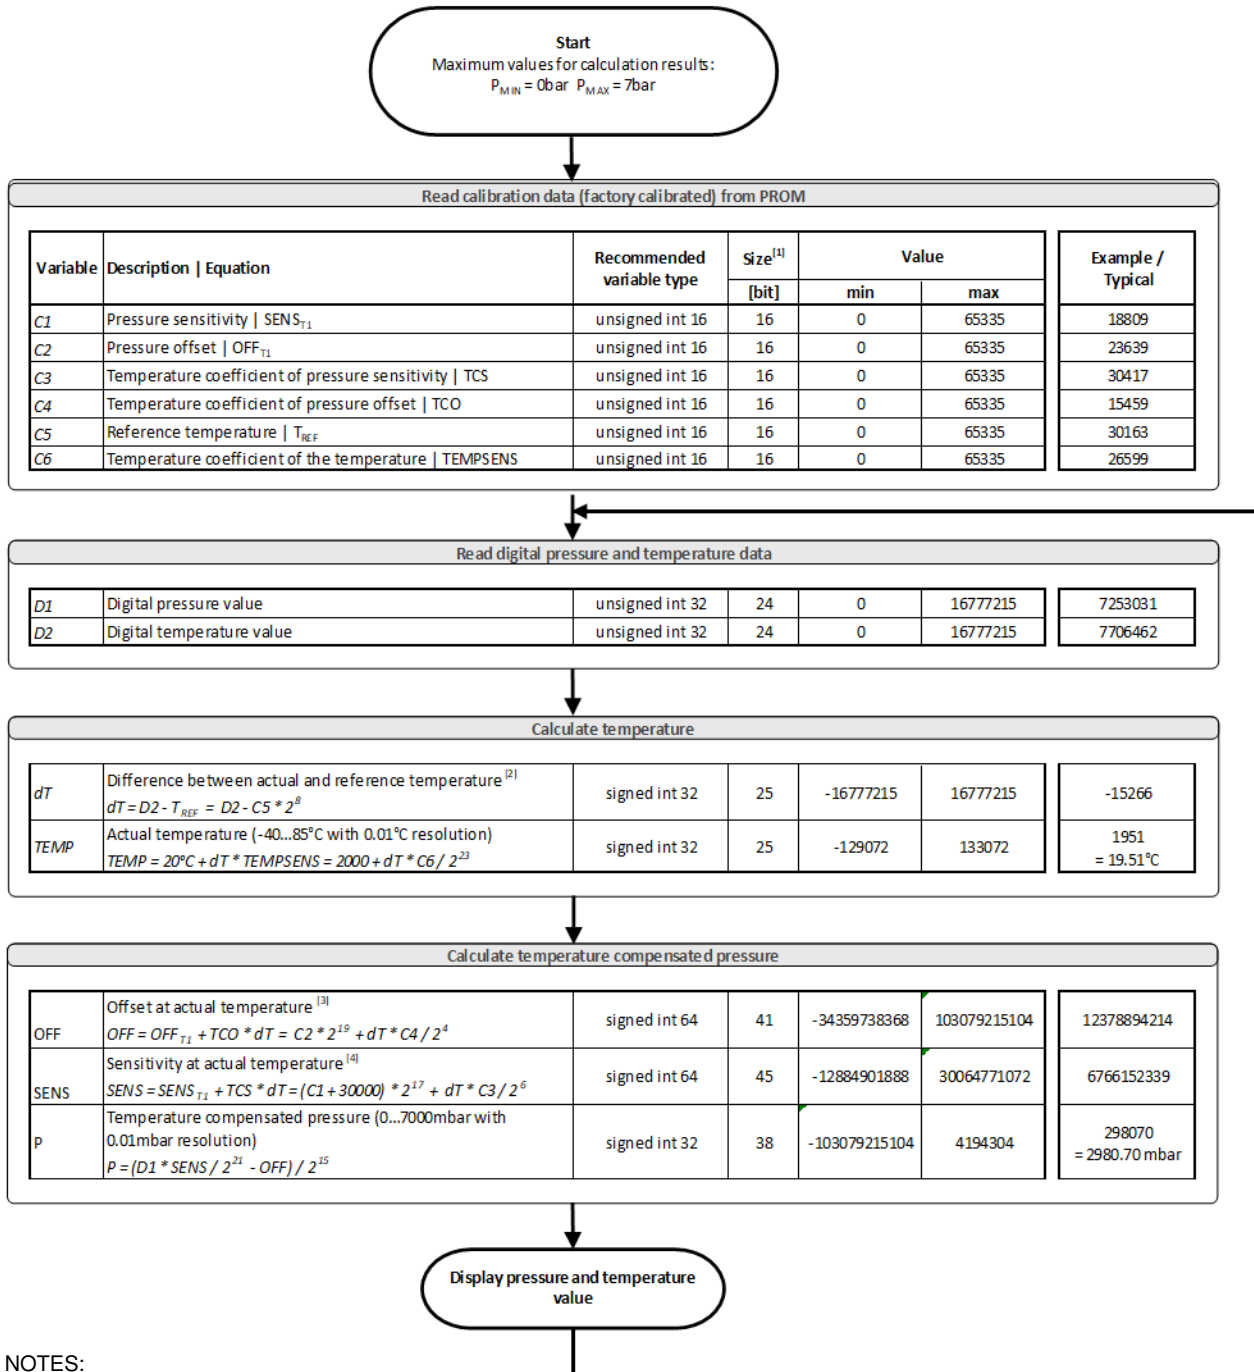 Start
Maximum values for calculation results:
P_MIN = 0bar P_MAX = 7bar
Read calibration data (factory calibrated) from PROM
Variable Description | Equation Recommended variable type Size[1] [bit] Value min max Example / Typical
C1 Pressure sensitivity | SENS_T1 unsigned int 16 16 0 65335 18809
C2 Pressure offset | OFF_T1 unsigned int 16 16 0 65335 23639
C3 Temperature coefficient of pressure sensitivity | TCS unsigned int 16 16 0 65335 30417
C4 Temperature coefficient of pressure offset | TCO unsigned int 16 16 0 65335 15459
C5 Reference temperature | T_REF unsigned int 16 16 0 65335 30163
C6 Temperature coefficient of the temperature | TEMPSENS unsigned int 16 16 0 65335 26599
Read digital pressure and temperature data
D1 Digital pressure value unsigned int 32 24 0 16777215 7253031
D2 Digital temperature value unsigned int 32 24 0 16777215 7706462
Calculate temperature
Difference between actual and reference temperature [2]
dT signed int 32 25 -16777215 16777215 -15266
dT = D2 - T_REF = D2 - C5 * 2^8
Actual temperature (-40...85°C with 0.01°C resolution)
TEMP signed int 32 25 -129072 133072 1951
= 19.51°C
TEMP = 20°C + dT * TEMPSENS = 2000 + dT * C6 / 2^23
Calculate temperature compensated pressure
Offset at actual temperature [3]
OFF signed int 64 41 -34359738368 103079215104 12378894214
OFF = OFF_T1 + TCO * dT = C2 * 2^19 + dT * C4 / 2^4
Sensitivity at actual temperature [4]
SENS signed int 64 45 -12884901888 30064771072 6766152339
SENS = SENS_T1 + TCS * dT = (C1 + 30000) * 2^17 + dT * C3 / 2^6
Temperature compensated pressure (0...7000mbar with
0.01mbar resolution)
P signed int 32 38 -103079215104 4194304 298070
= 2980.70 mbar
P = (D1 * SENS / 2^21 - OFF) / 2^15
Display pressure and temperature
value
NOTES: